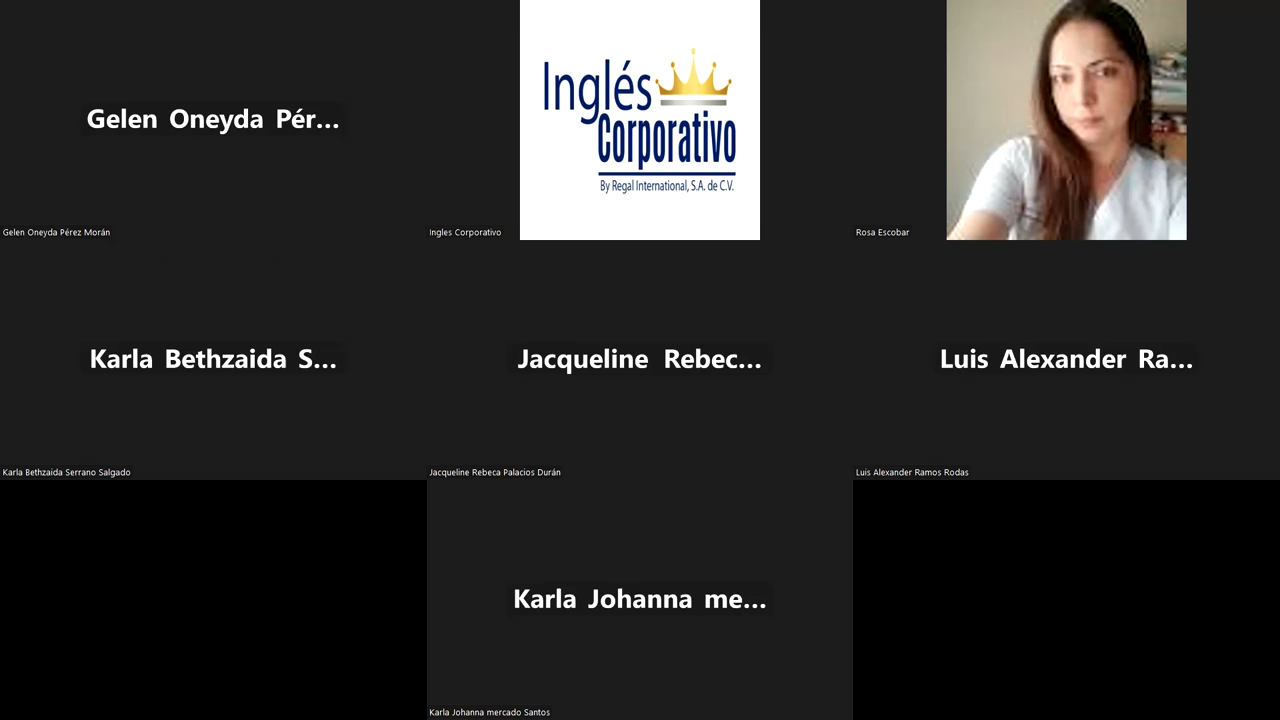 Gelen Oneyda Pér...
Gelen Oneyda Pérez Morán
Inglés
Corporativo
By Regal International, S.A. de C.V.
Ingles Corporativo
Rosa Escobar
Karla Bethzaida S...
Karla Bethzaida Serrano Salgado
Jacqueline Rebec...
Jacqueline Rebeca Palacios Durán
Luis Alexander Ra...
Luis Alexander Ramos Rodas
Karla Johanna me...
Karla Johanna mercado Santos